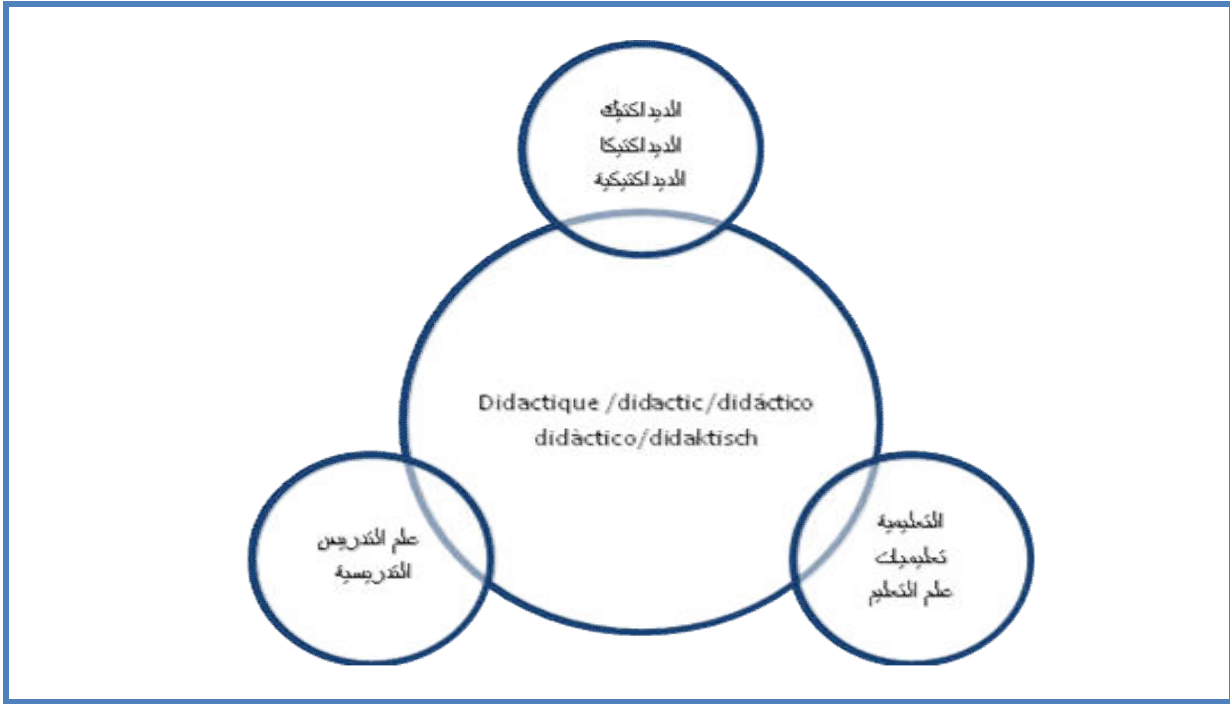 الديداكتيك
الديداكتيكا
الديداكتيكية
Didactique /didactic/didáctico
didàctico/didaktisch
علم التدريس
التدريسية
التعليمية
تعليميات
علم التعليم